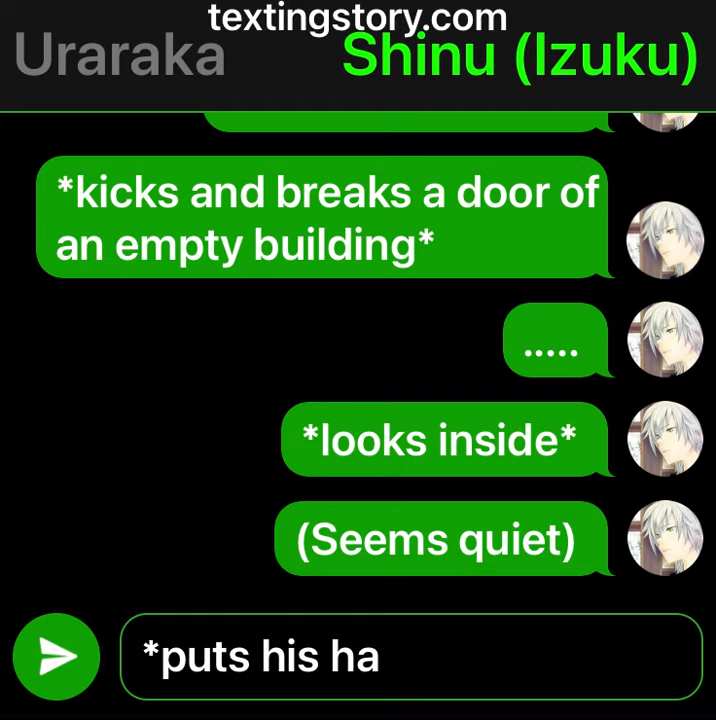 textingstory.com
Uraraka
Shinu (Izuku)
*kicks and breaks a door of
an empty building*
.....
*looks inside*
(Seems quiet)
*puts his ha